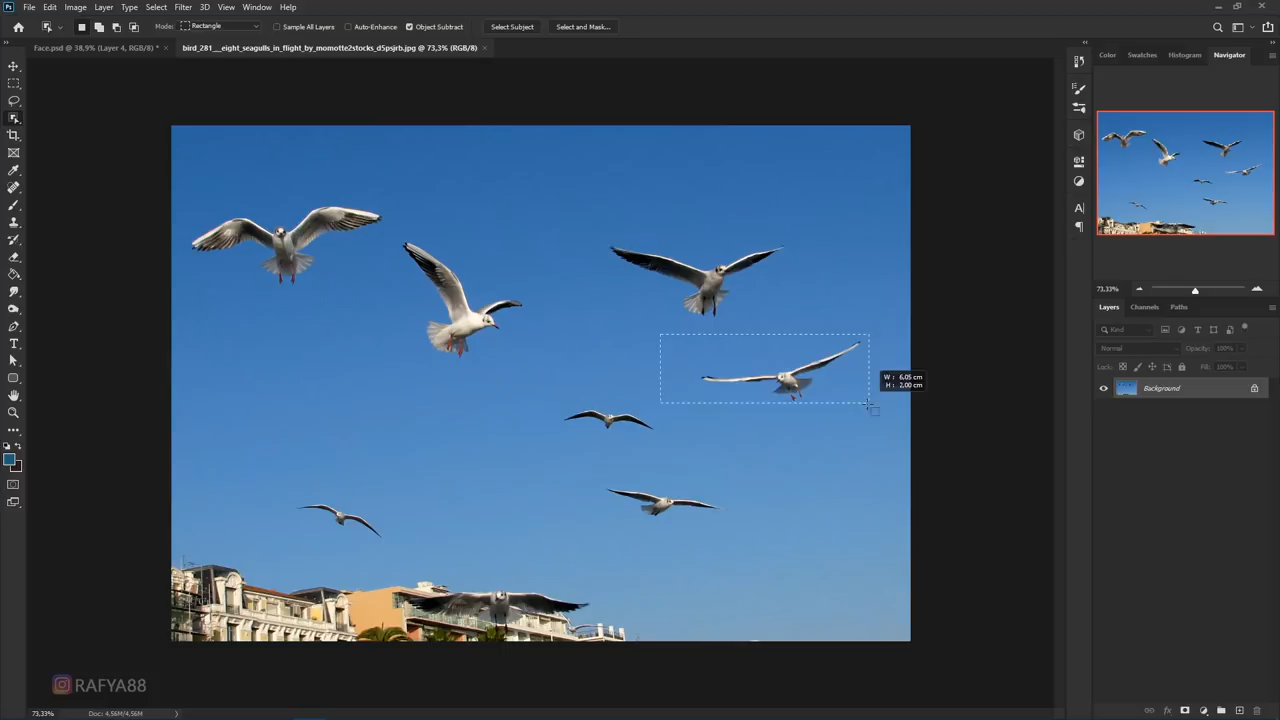 Ps File Edit Image Layer Type Select Filter 3D View Window Help
Mode: Rectangle Sample All Layers Auto-Enhance Object Subtract Select Subject Select and Mask...
Face.psd @ 38,9% (Layer 4, RGB/8) * × bird_281__eight_seagulls_in_flight_by_momotte2stocks_d5psjrb.jpg @ 73,3% (RGB/8) ×
Color Swatches Histogram Navigator
W: 6,05 cm
H: 2,00 cm
73.33%
Layers Channels Paths
Kind
Normal Opacity: 100%
Lock: Fill: 100%
Background
RAFYA88
73,33% Doc: 4,56M/4,56M